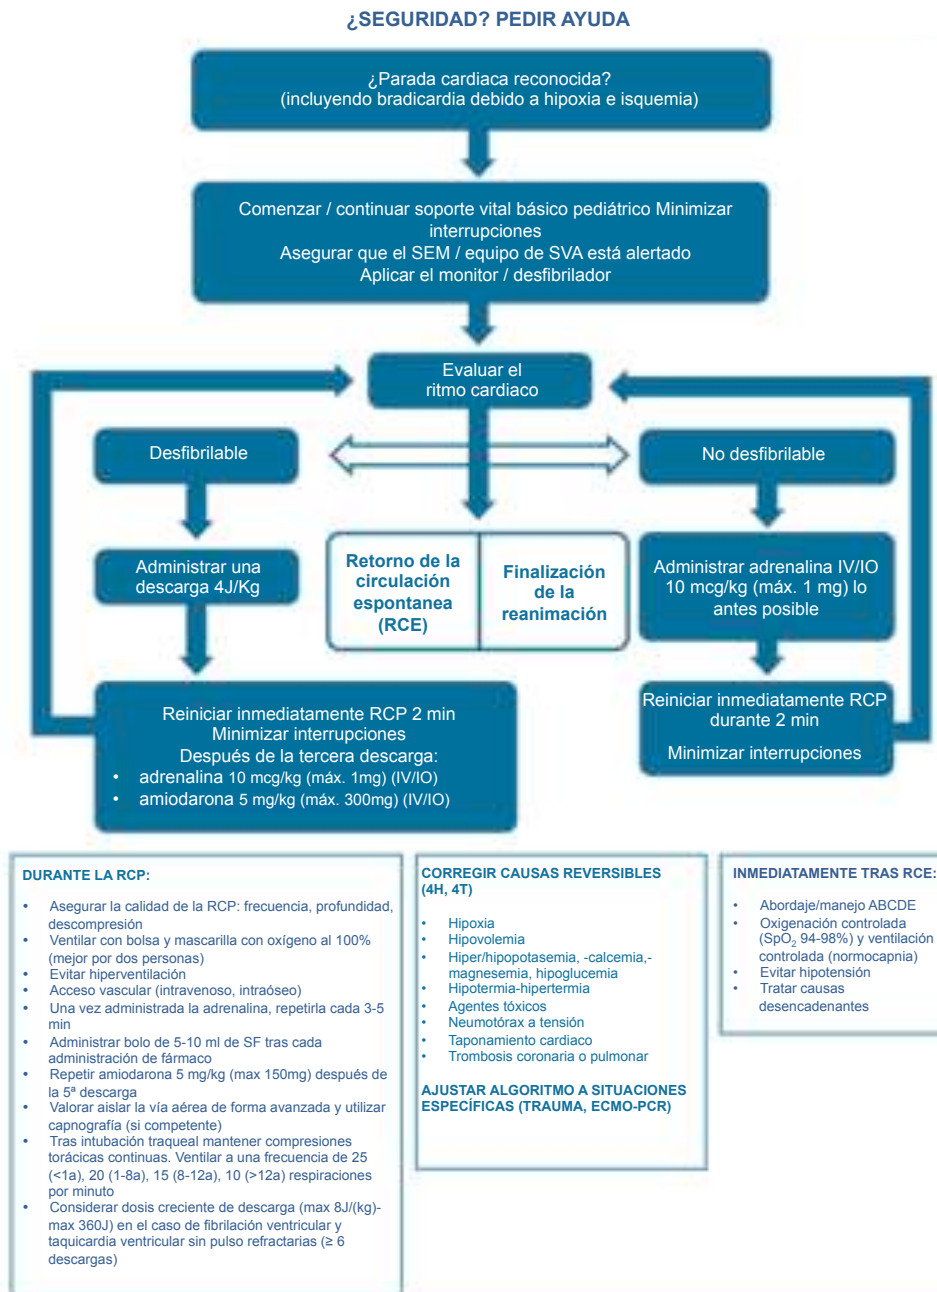 ¿SEGURIDAD? PEDIR AYUDA
¿Parada cardiaca reconocida?
(incluyendo bradicardia debido a hipoxia e isquemia)
Comenzar / continuar soporte vital básico pediátrico Minimizar
interrupciones
Asegurar que el SEM / equipo de SVA está alertado
Aplicar el monitor / desfibrilador
Evaluar el
ritmo cardiaco
Desfibrilable
No desfibrilable
Administrar una
descarga 4J/Kg
Retorno de la
circulación
espontanea
(RCE)
Finalización
de la
reanimación
Administrar adrenalina IV/IO
10 mcg/kg (máx. 1 mg) lo
antes posible
Reiniciar inmediatamente RCP 2 min
Minimizar interrupciones
Después de la tercera descarga:
• adrenalina 10 mcg/kg (máx. 1mg) (IV/IO)
• amiodarona 5 mg/kg (máx. 300mg) (IV/IO)
Reiniciar inmediatamente RCP
durante 2 min
Minimizar interrupciones
DURANTE LA RCP:
• Asegurar la calidad de la RCP: frecuencia, profundidad,
descompresión
• Ventilar con bolsa y mascarilla con oxígeno al 100%
(mejor por dos personas)
• Evitar hiperventilación
• Acceso vascular (intravenoso, intraóseo)
• Una vez administrada la adrenalina, repetirla cada 3-5
min
• Administrar bolo de 5-10 ml de SF tras cada
administración de fármaco
• Repetir amiodarona 5 mg/kg (max 150mg) después de
la 5ª descarga
• Valorar aislar la vía aérea de forma avanzada y utilizar
capnografía (si competente)
• Tras intubación traqueal mantener compresiones
torácicas continuas. Ventilar a una frecuencia de 25
(<1a), 20 (1-8a), 15 (8-12a), 10 (>12a) respiraciones
por minuto
• Considerar dosis creciente de descarga (max 8J/(kg)-
max 360J) en el caso de fibrilación ventricular y
taquicardia ventricular sin pulso refractarias (≥ 6
descargas)
CORREGIR CAUSAS REVERSIBLES
(4H, 4T)
• Hipoxia
• Hipovolemia
• Hiper/hipopotasemia, -calcemia,-
magnesemia, hipoglucemia
• Hipotermia-hipertermia
• Agentes tóxicos
• Neumotórax a tensión
• Taponamiento cardiaco
• Trombosis coronaria o pulmonar
AJUSTAR ALGORITMO A SITUACIONES
ESPECÍFICAS (TRAUMA, ECMO-PCR)
INMEDIATAMENTE TRAS RCE:
• Abordaje/manejo ABCDE
• Oxigenación controlada
(SpO₂ 94-98%) y ventilación
controlada (normocapnia)
• Evitar hipotensión
• Tratar causas
desencadenantes